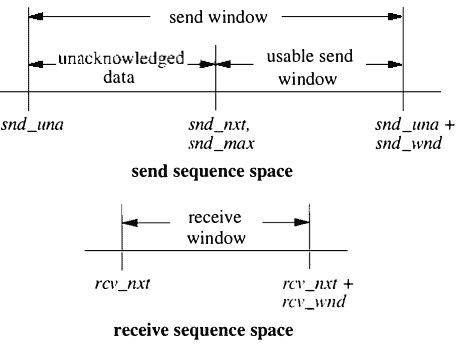 send window
unacknowledged
data
usable send
window
snd_una
snd_nxt,
snd_max
snd_una +
snd_wnd
send sequence space
receive
window
rcv_nxt
rcv_nxt +
rcv_wnd
receive sequence space